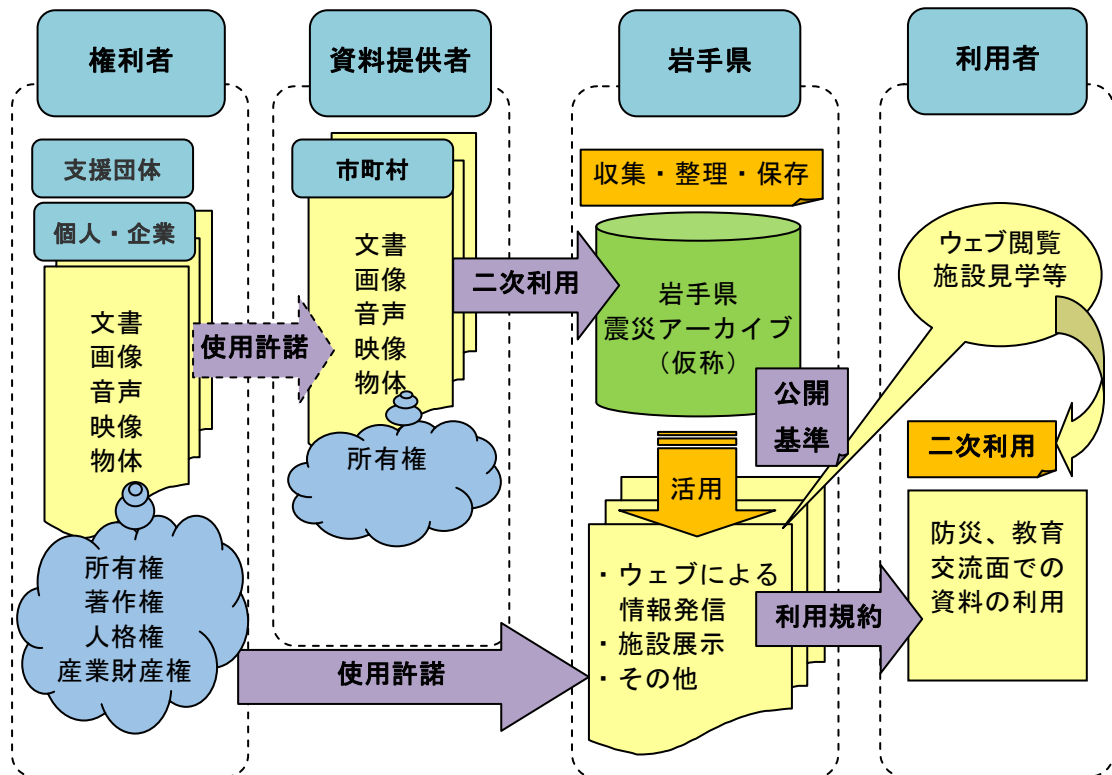 権利者
支援団体
個人・企業
文書
画像
音声
映像
物体
所有権
著作権
人格権
産業財産権
使用許諾
使用許諾
資料提供者
市町村
文書
画像
音声
映像
物体
所有権
二次利用
岩手県
収集・整理・保存
岩手県
震災アーカイブ
（仮称）
公開
基準
活用
・ウェブによる
情報発信
・施設展示
・その他
利用規約
利用者
ウェブ閲覧
施設見学等
二次利用
防災、教育
交流面での
資料の利用